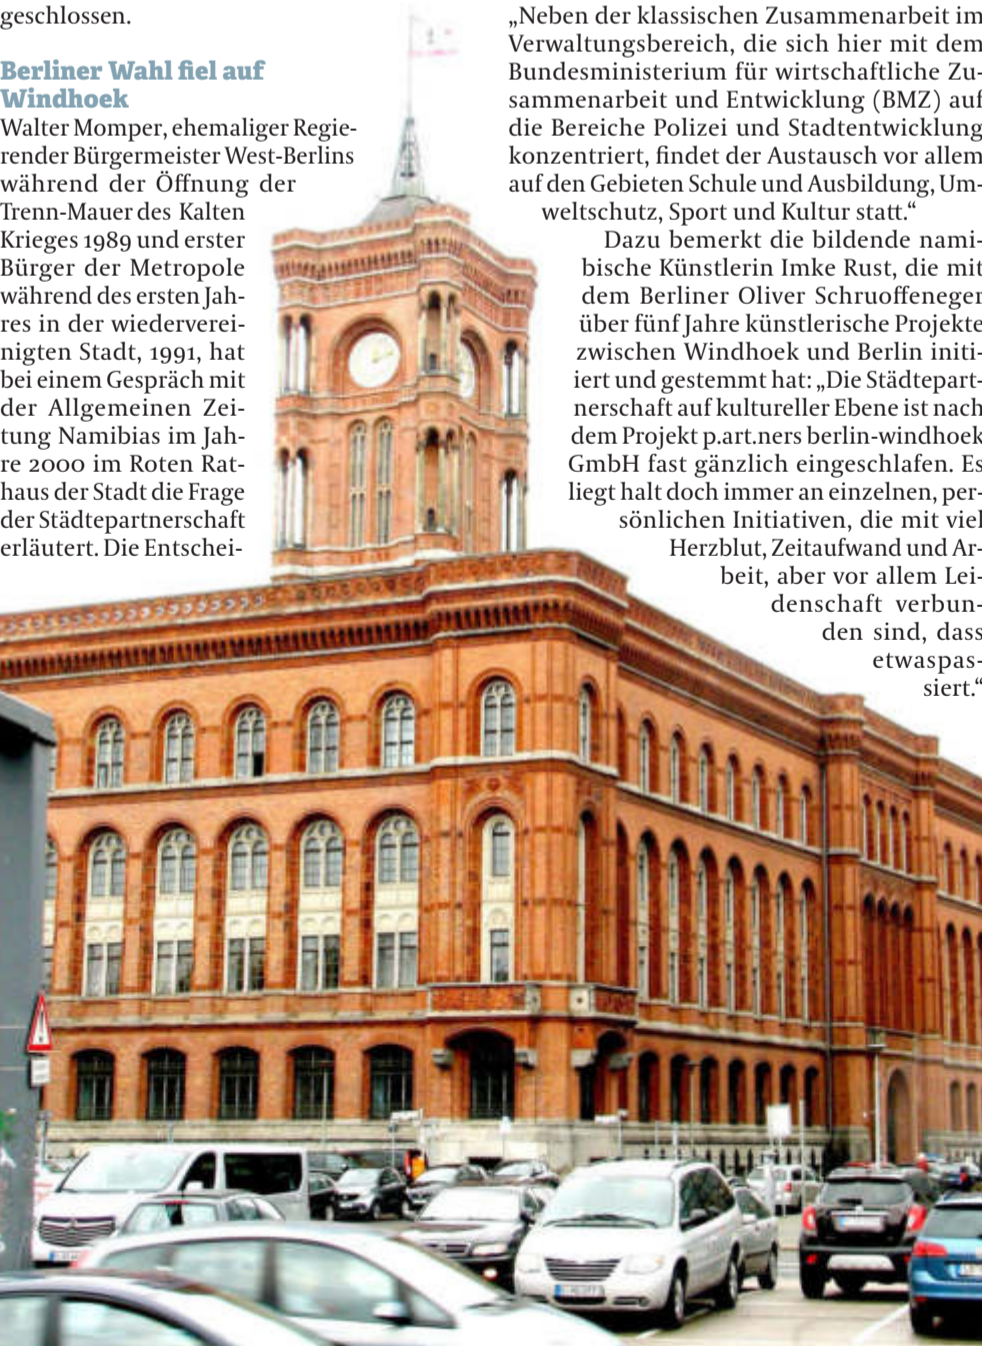 geschlossen.
Berliner Wahl fiel auf
Windhoek
Walter Momper, ehemaliger Regie-
render Bürgermeister West-Berlins
während der Öffnung der
Trenn-Mauer des Kalten
Krieges 1989 und erster
Bürger der Metropole
während des ersten Jah-
res in der wiederverei-
nigten Stadt, 1991, hat
bei einem Gespräch mit
der Allgemeinen Zei-
tung Namibias im Jah-
re 2000 im Roten Rat-
haus der Stadt die Frage
der Städtepartnerschaft
erläutert. Die Entschei-
„Neben der klassischen Zusammenarbeit im
Verwaltungsbereich, die sich hier mit dem
Bundesministerium für wirtschaftliche Zu-
sammenarbeit und Entwicklung (BMZ) auf
die Bereiche Polizei und Stadtentwicklung
konzentriert, findet der Austausch vor allem
auf den Gebieten Schule und Ausbildung, Um-
weltschutz, Sport und Kultur statt.“
Dazu bemerkt die bildende nami-
bische Künstlerin Imke Rust, die mit
dem Berliner Oliver Schruoffeneger
über fünf Jahre künstlerische Projekte
zwischen Windhoek und Berlin initi-
iert und gestemmt hat: „Die Städtepart-
nerschaft auf kultureller Ebene ist nach
dem Projekt p.art.ners berlin-windhoek
GmbH fast gänzlich eingeschlafen. Es
liegt halt doch immer an einzelnen, per-
sönlichen Initiativen, die mit viel
Herzblut, Zeitaufwand und Ar-
beit, aber vor allem Lei-
denschaft verbun-
den sind, dass
etwaspas-
siert.“